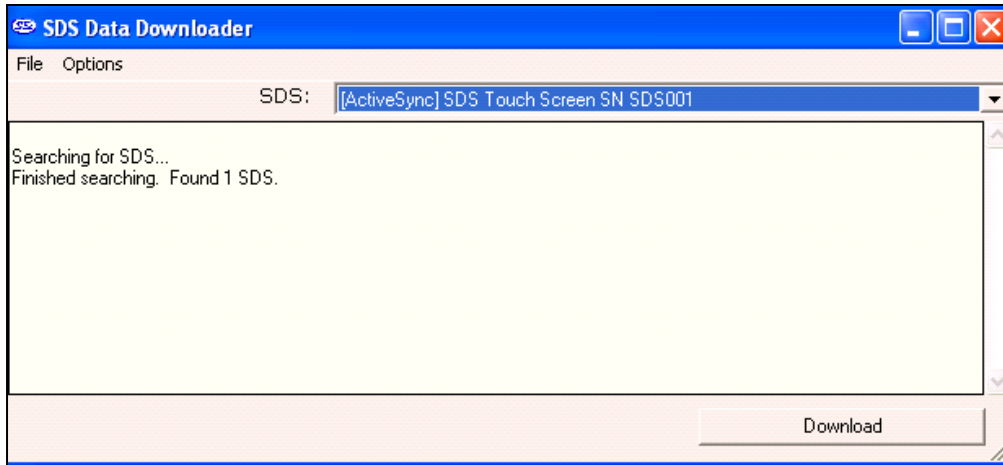 SDS Data Downloader
File Options
SDS: [ActiveSync] SDS Touch Screen SN SDS001
Searching for SDS...
Finished searching.  Found 1 SDS.
Download